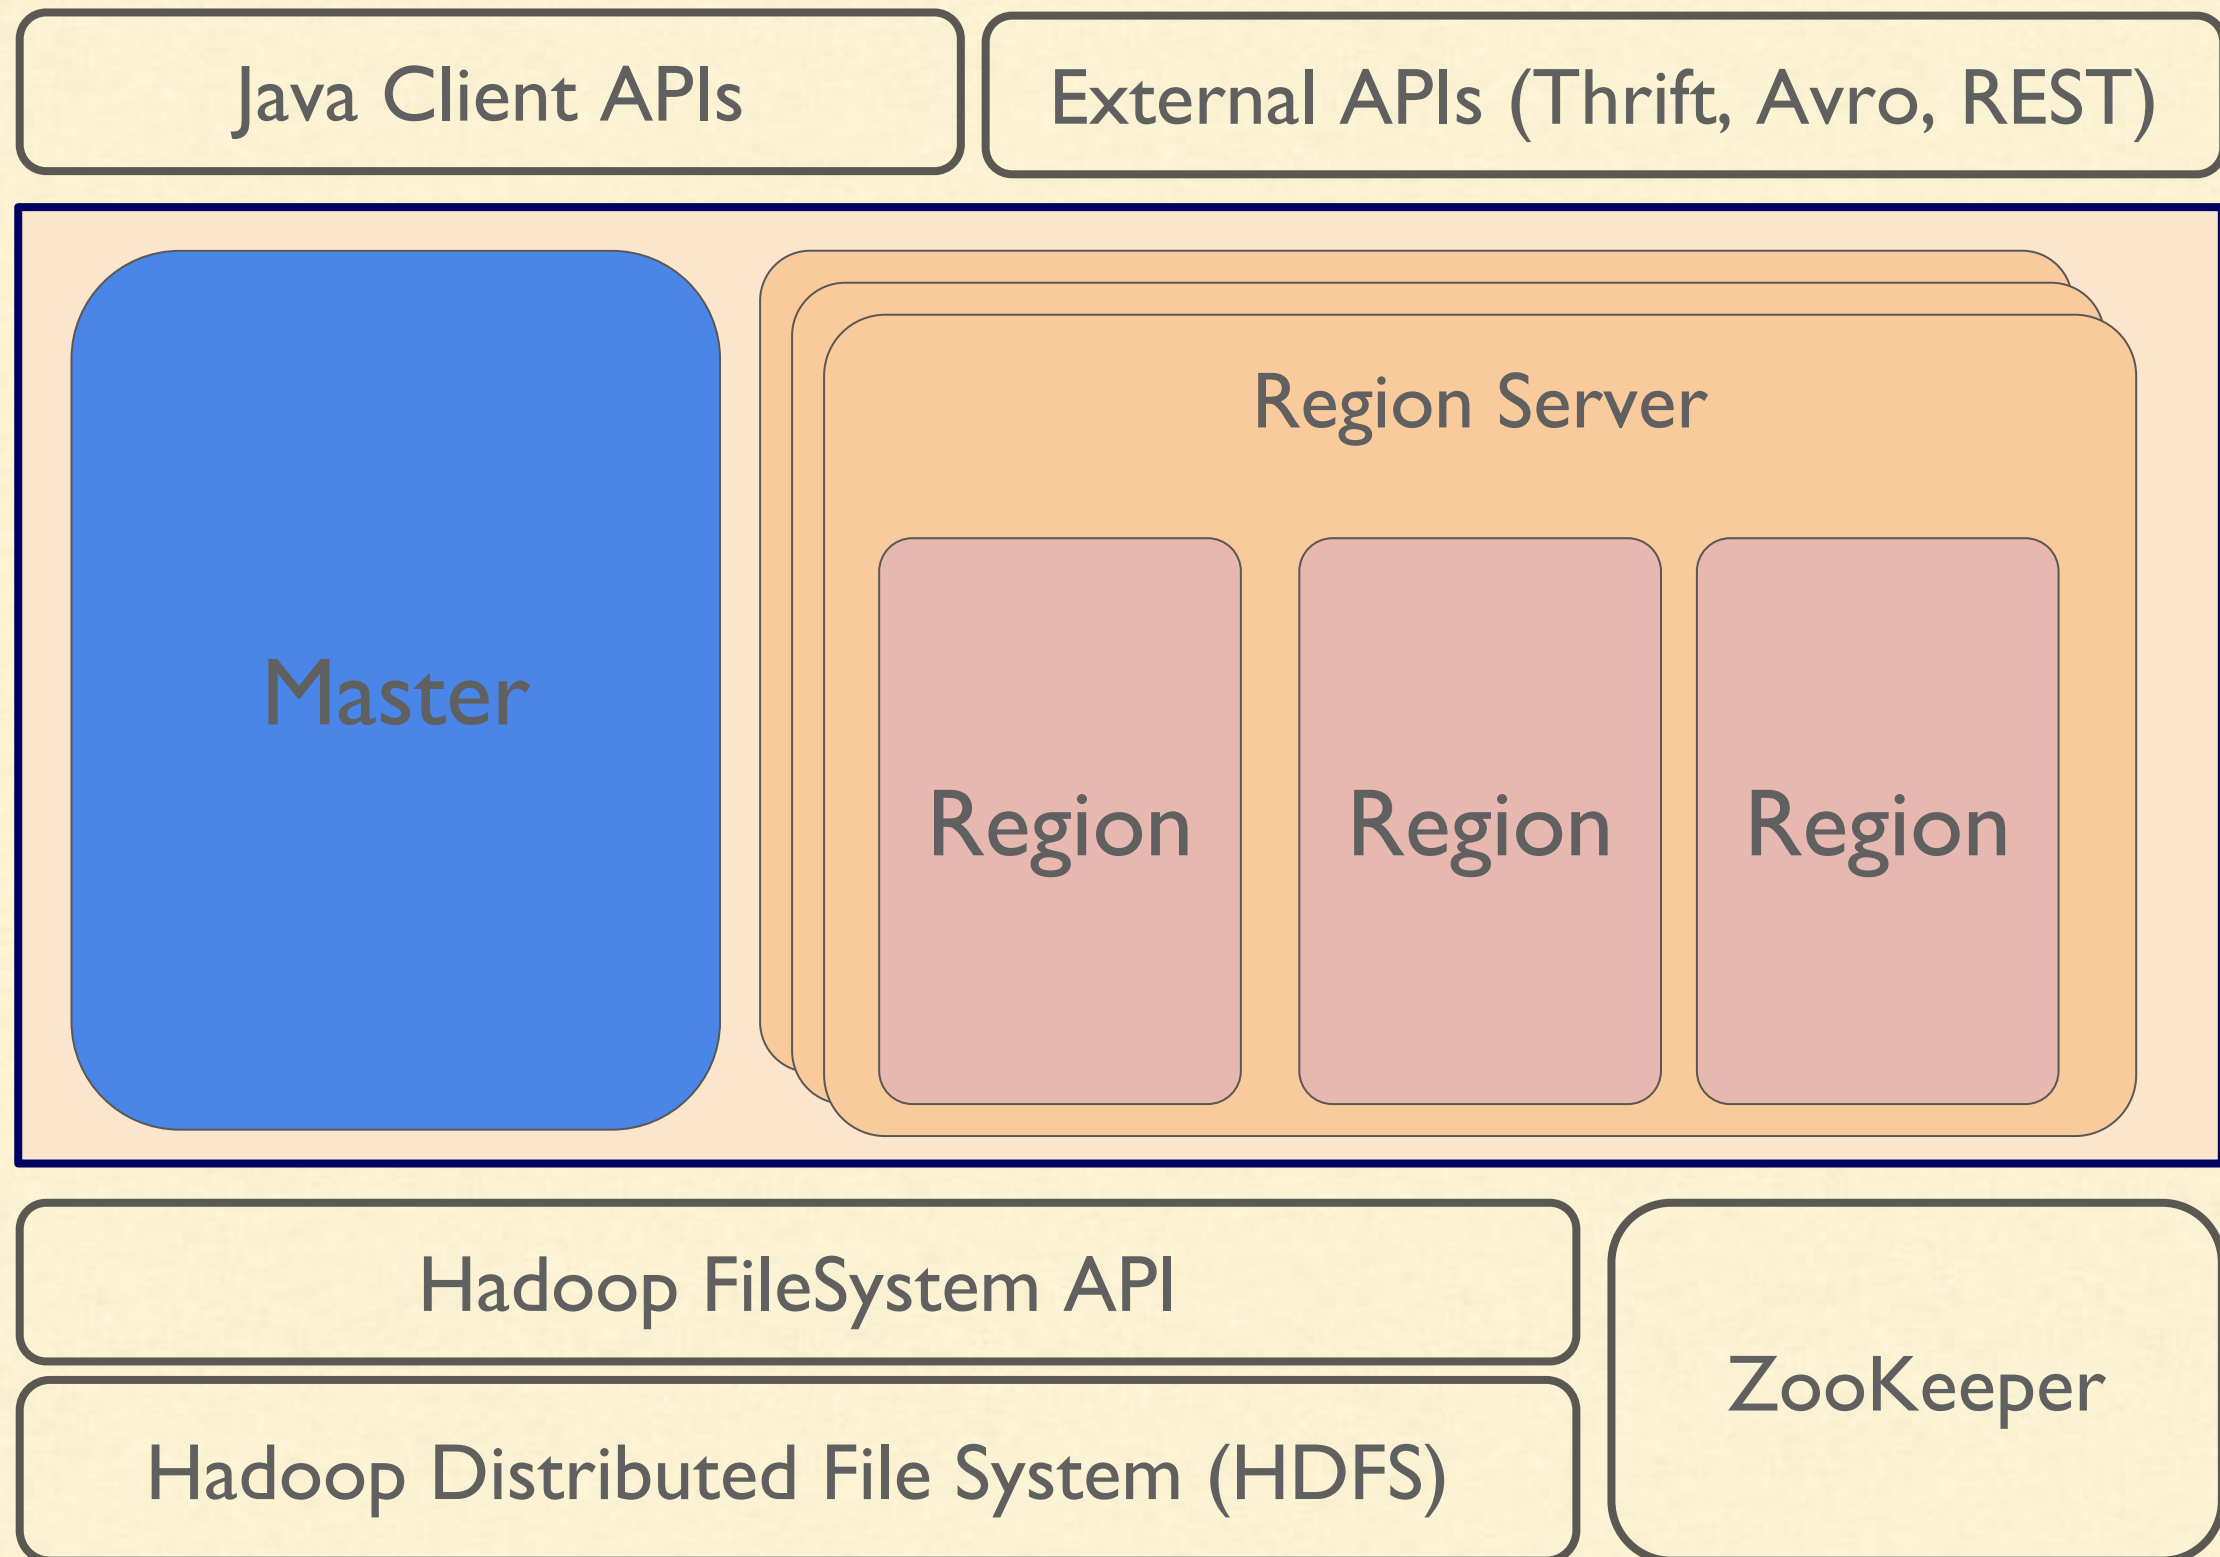 Java Client APIs
External APIs (Thrift, Avro, REST)
Region Server
Master
Region
Region
Region
Hadoop FileSystem API
ZooKeeper
Hadoop Distributed File System (HDFS)